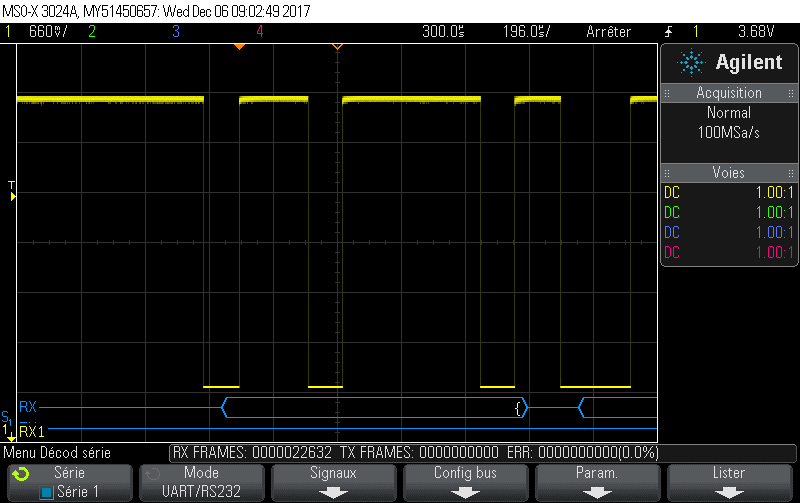 MSO-X 3024A, MY51450657: Wed Dec 06 09:02:49 2017
1 660㎷/ 2 3 4 300.0㎲ 196.0㎲/ Arrêter 1 3.68V
Agilent
Acquisition
Normal
100MSa/s
Voies
DC 1.00:1
DC 1.00:1
DC 1.00:1
DC 1.00:1
T
RX {
S1
1 RX1
Menu Décod série RX FRAMES: 0000022632 TX FRAMES: 0000000000 ERR: 0000000000(0.0%)
Série Mode Signaux Config bus Param. Lister
Série 1 UART/RS232